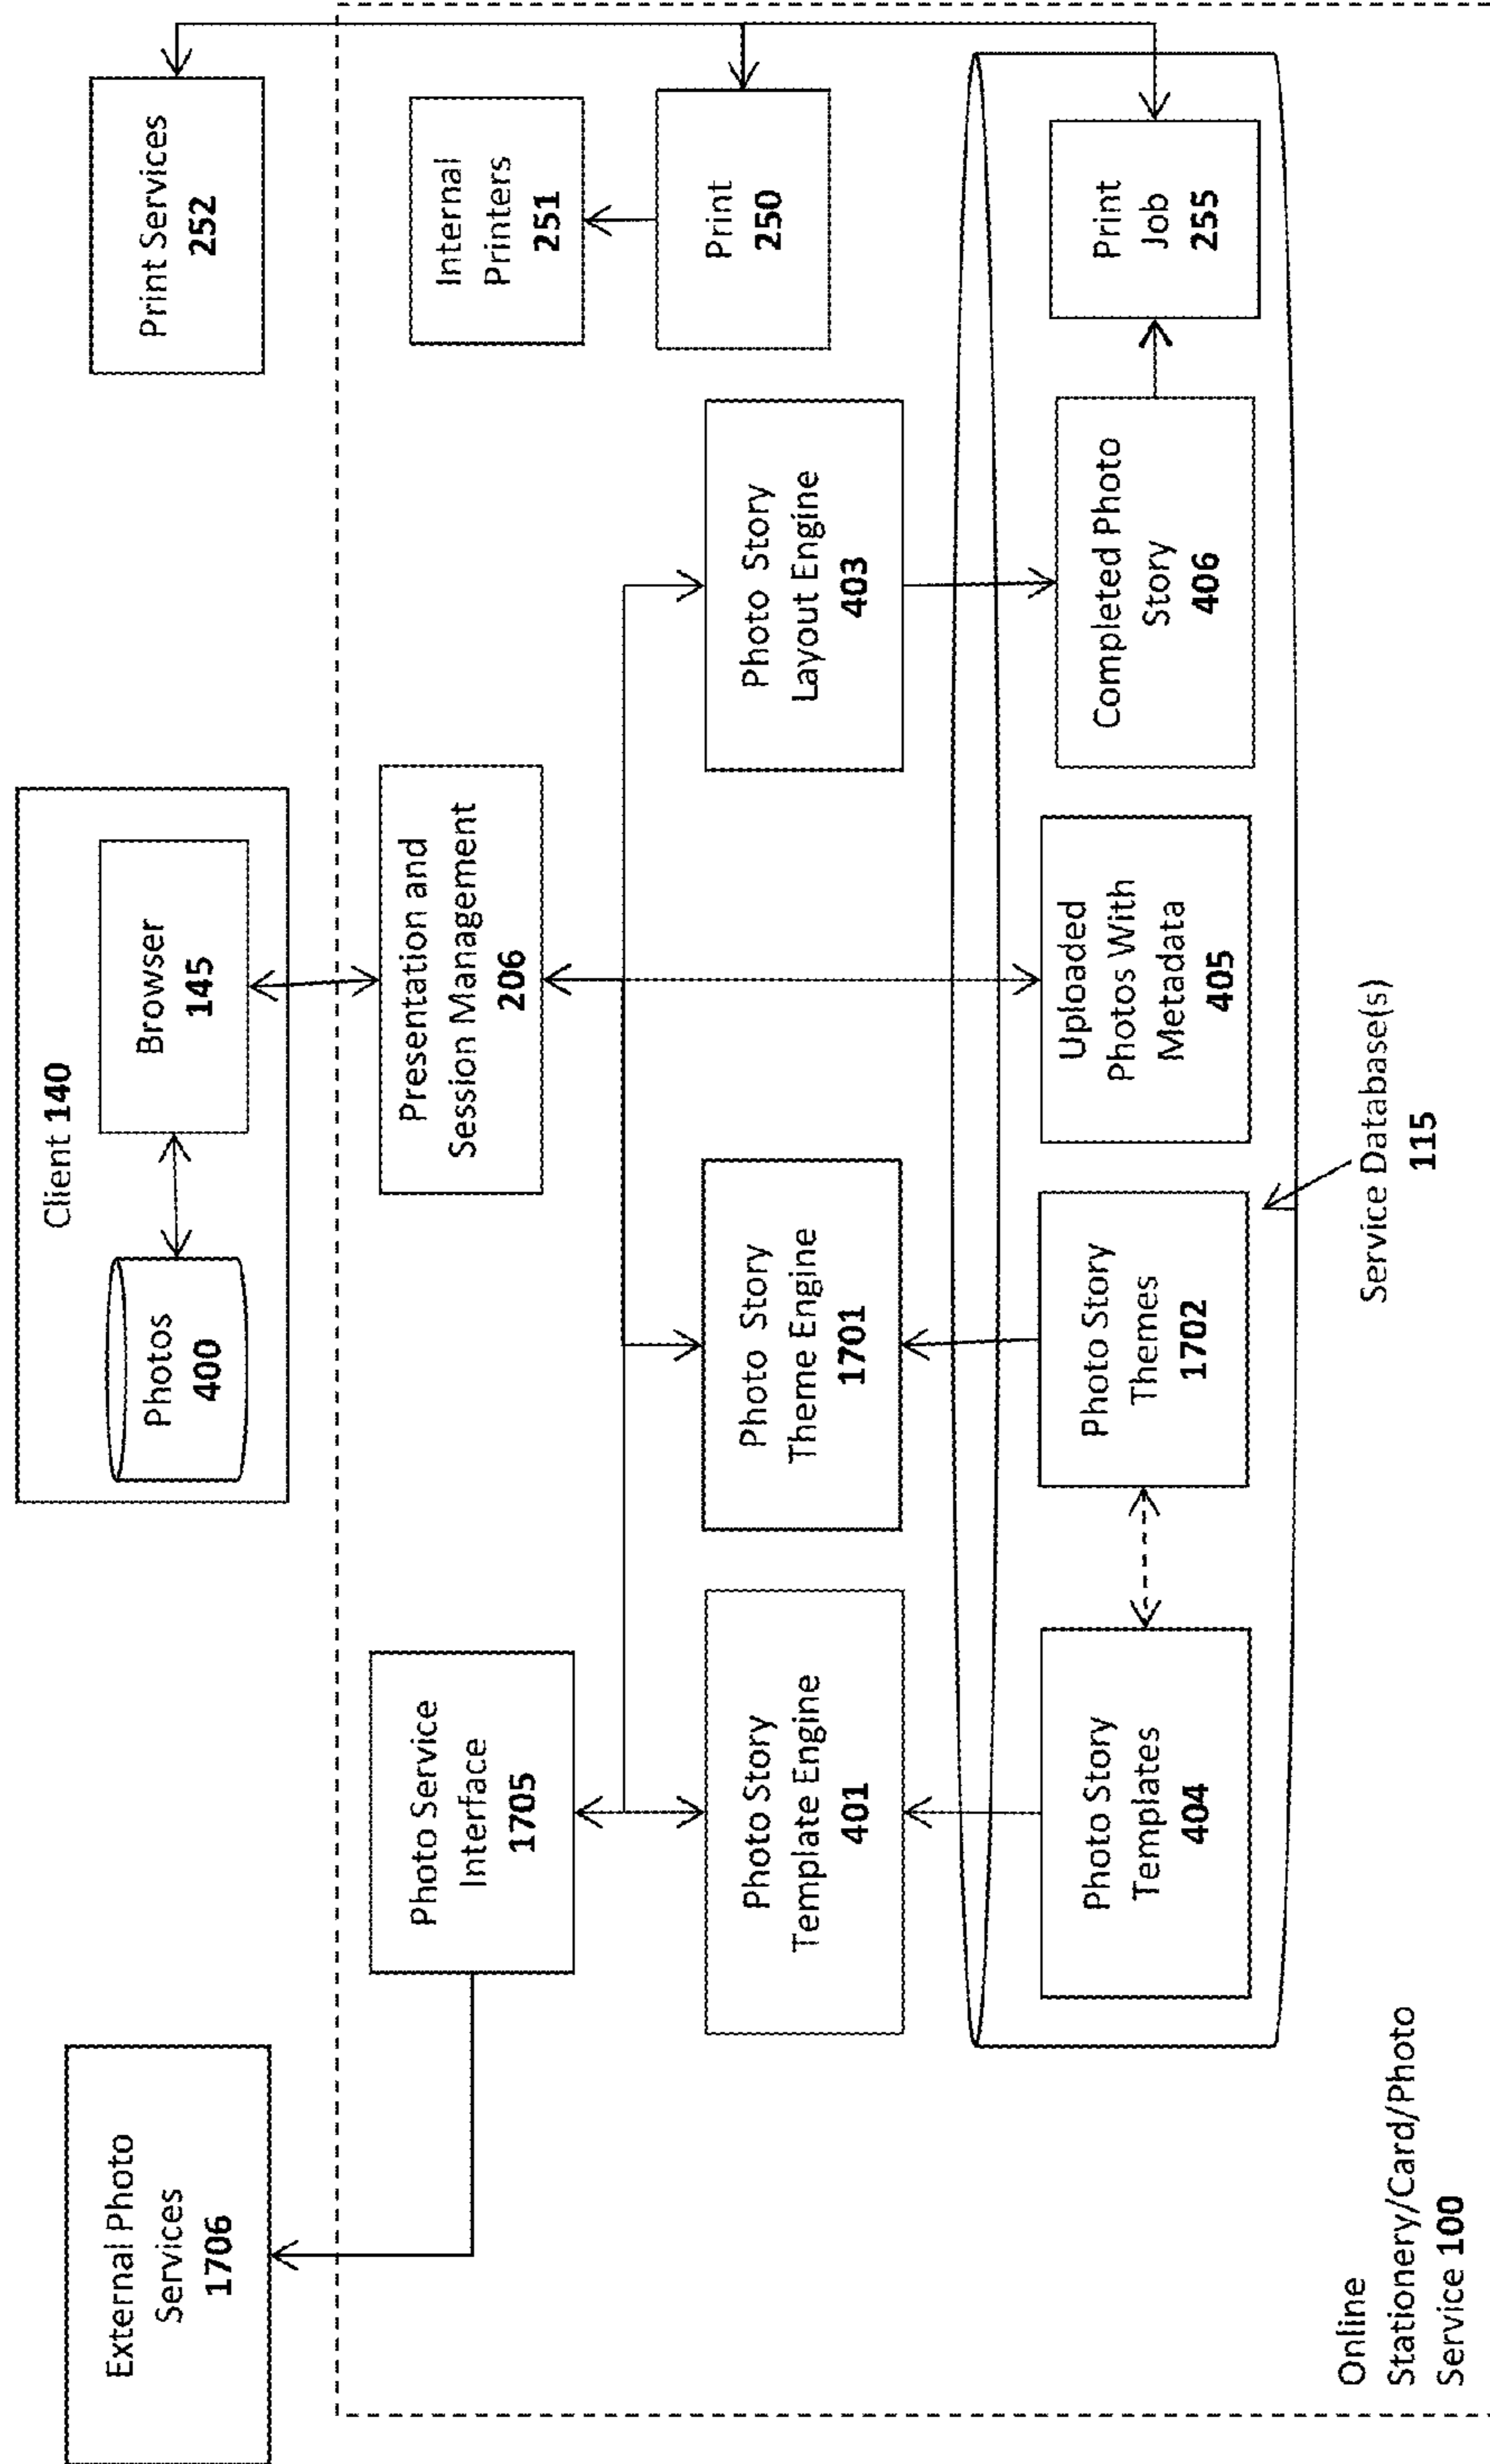 External Photo
Services
1706
Client 140
Photos
400
Browser
145
Print Services
252
Photo Service
Interface
1705
Presentation and
Session Management
206
Internal
Printers
251
Photo Story
Template Engine
401
Photo Story
Theme Engine
1701
Photo Story
Layout Engine
403
Print
250
Photo Story
Templates
404
Photo Story
Themes
1702
Uploaded
Photos With
Metadata
405
Completed Photo
Story
406
Print
Job
255
Service Database(s)
115
Online
Stationery/Card/Photo
Service 100